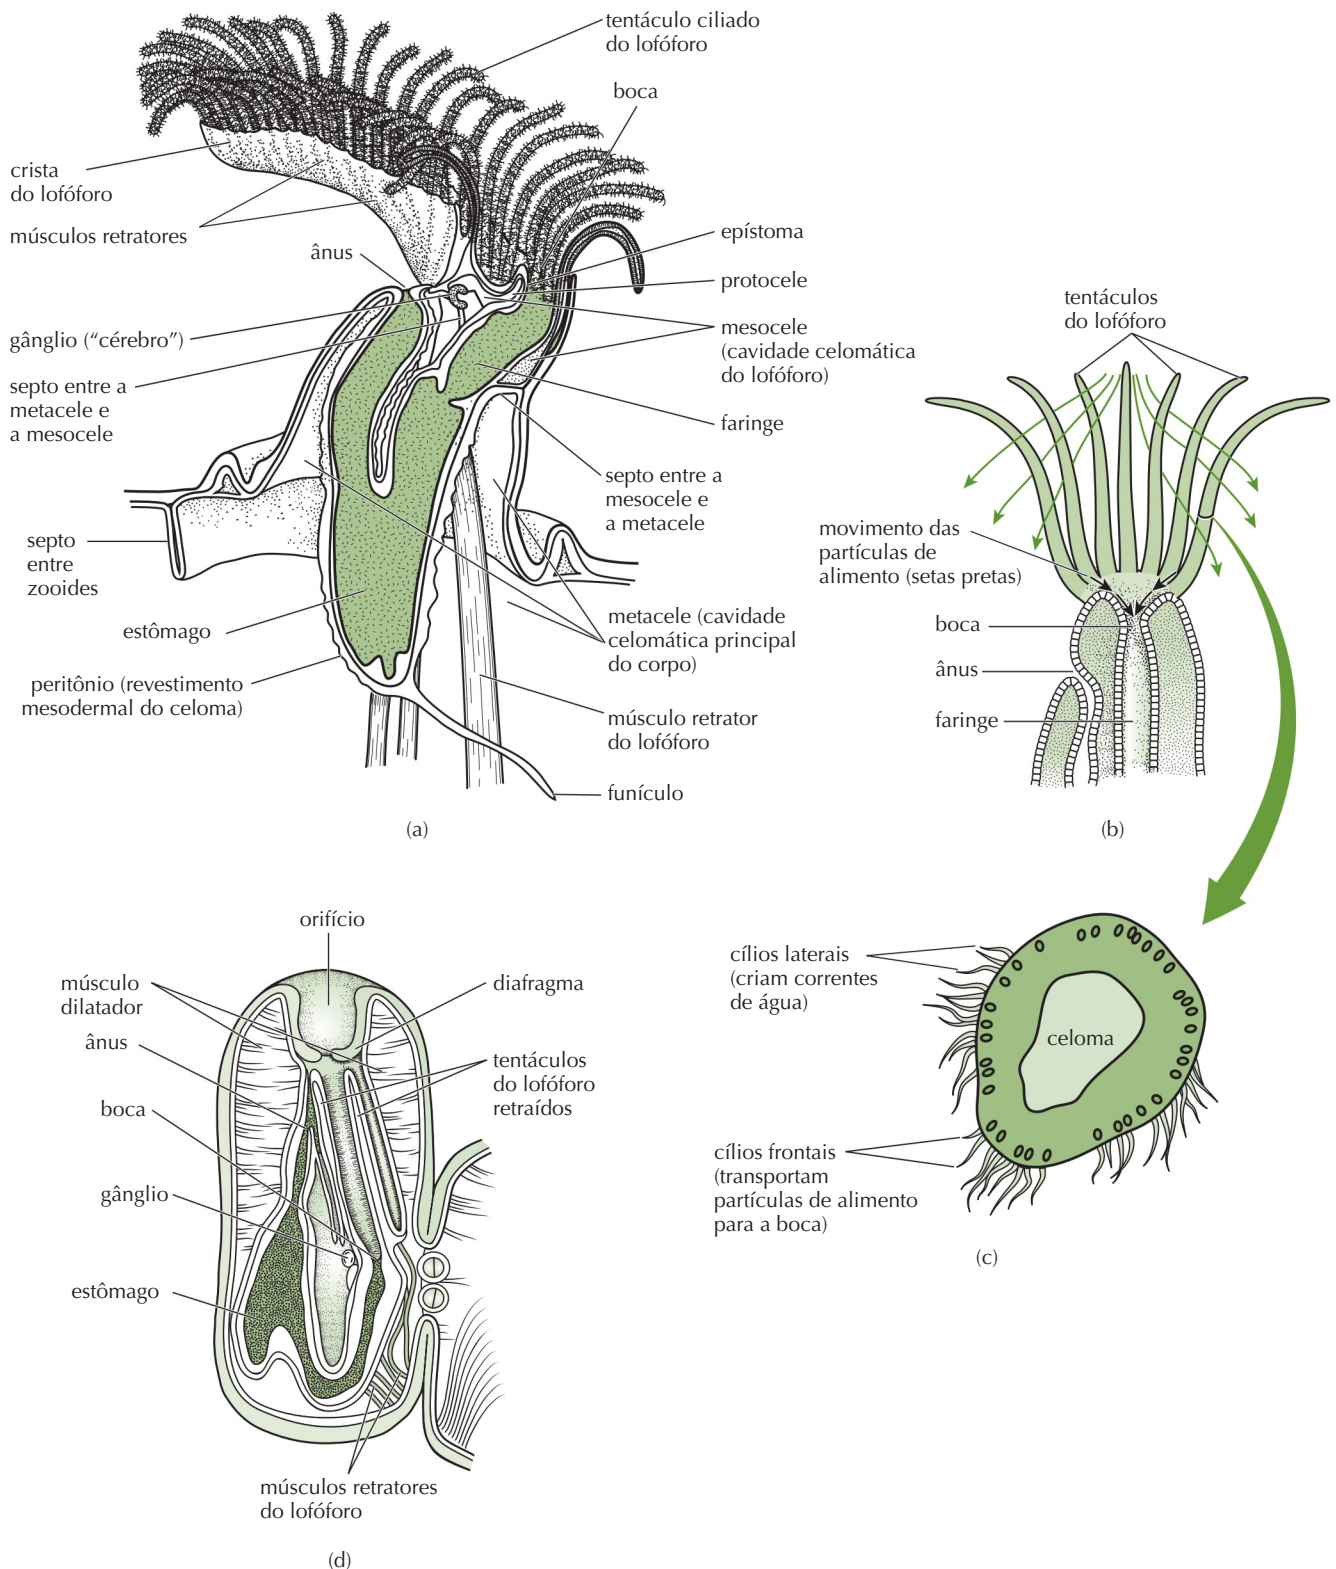 tentáculo ciliado
do lofóforo
boca
crista
do lofóforo
músculos retratores
ânus
gânglio (“cérebro”)
septo entre a
metacele e
a mesocele
septo
entre
zooides
estômago
peritônio (revestimento
mesodermal do celoma)
epístoma
protocele
mesocele
(cavidade celomática
do lofóforo)
faringe
septo entre a
mesocele e
a metacele
metacele (cavidade
celomática principal
do corpo)
músculo retrator
do lofóforo
funículo
(a)
tentáculos
do lofóforo
movimento das
partículas de
alimento (setas pretas)
boca
ânus
faringe
(b)
cílios laterais
(criam correntes
de água)
celoma
cílios frontais
(transportam
partículas de alimento
para a boca)
(c)
orifício
músculo
dilatador
ânus
boca
gânglio
estômago
diafragma
tentáculos
do lofóforo
retraídos
músculos retratores
do lofóforo
(d)